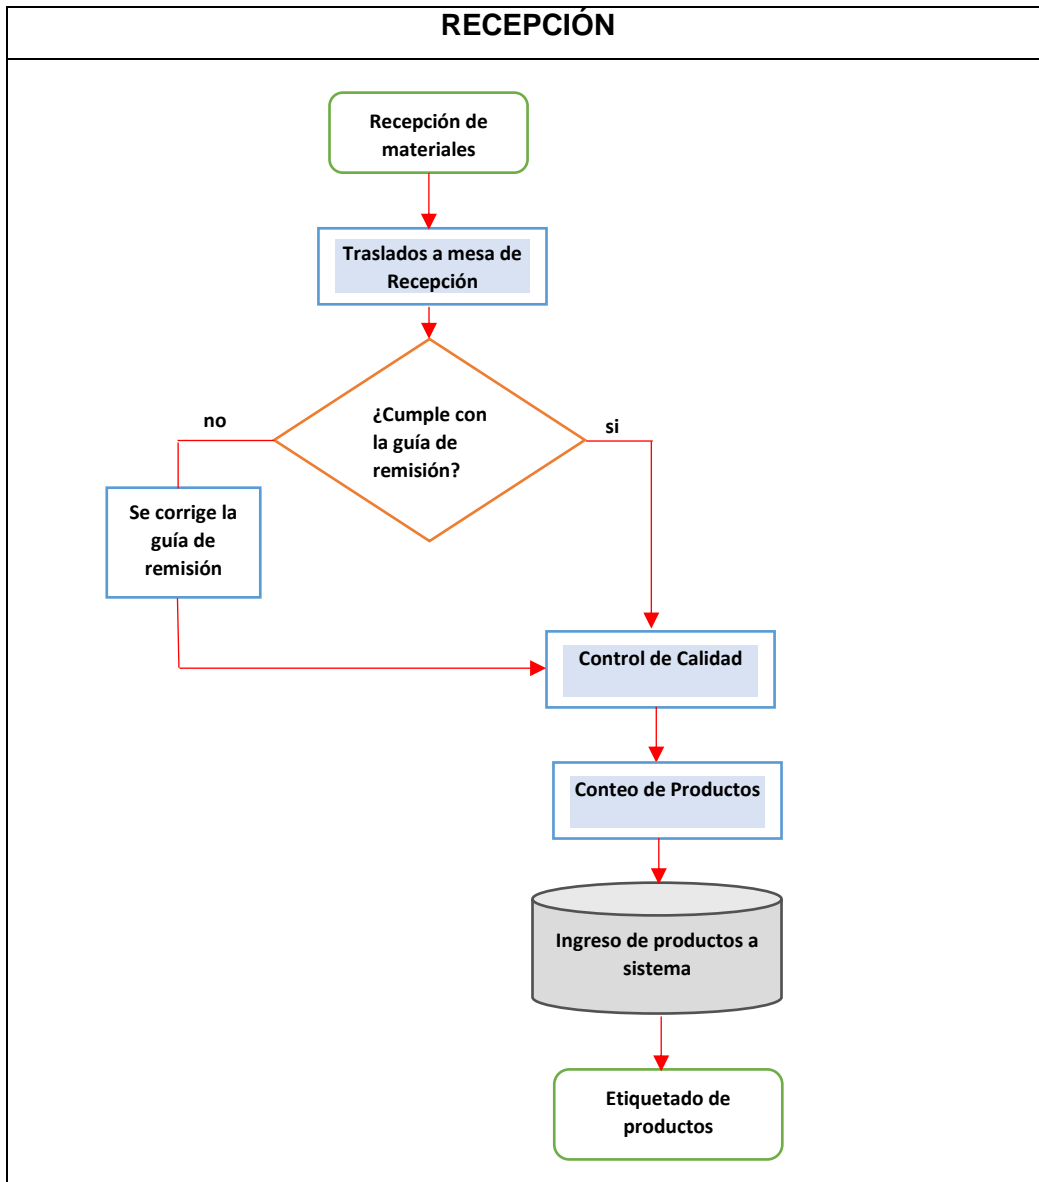 RECEPCIÓN
Recepción de
materiales
Traslados a mesa de
Recepción
¿Cumple con
la guía de
remisión?
no
si
Se corrige la
guía de
remisión
Control de Calidad
Conteo de Productos
Ingreso de productos a
sistema
Etiquetado de
productos